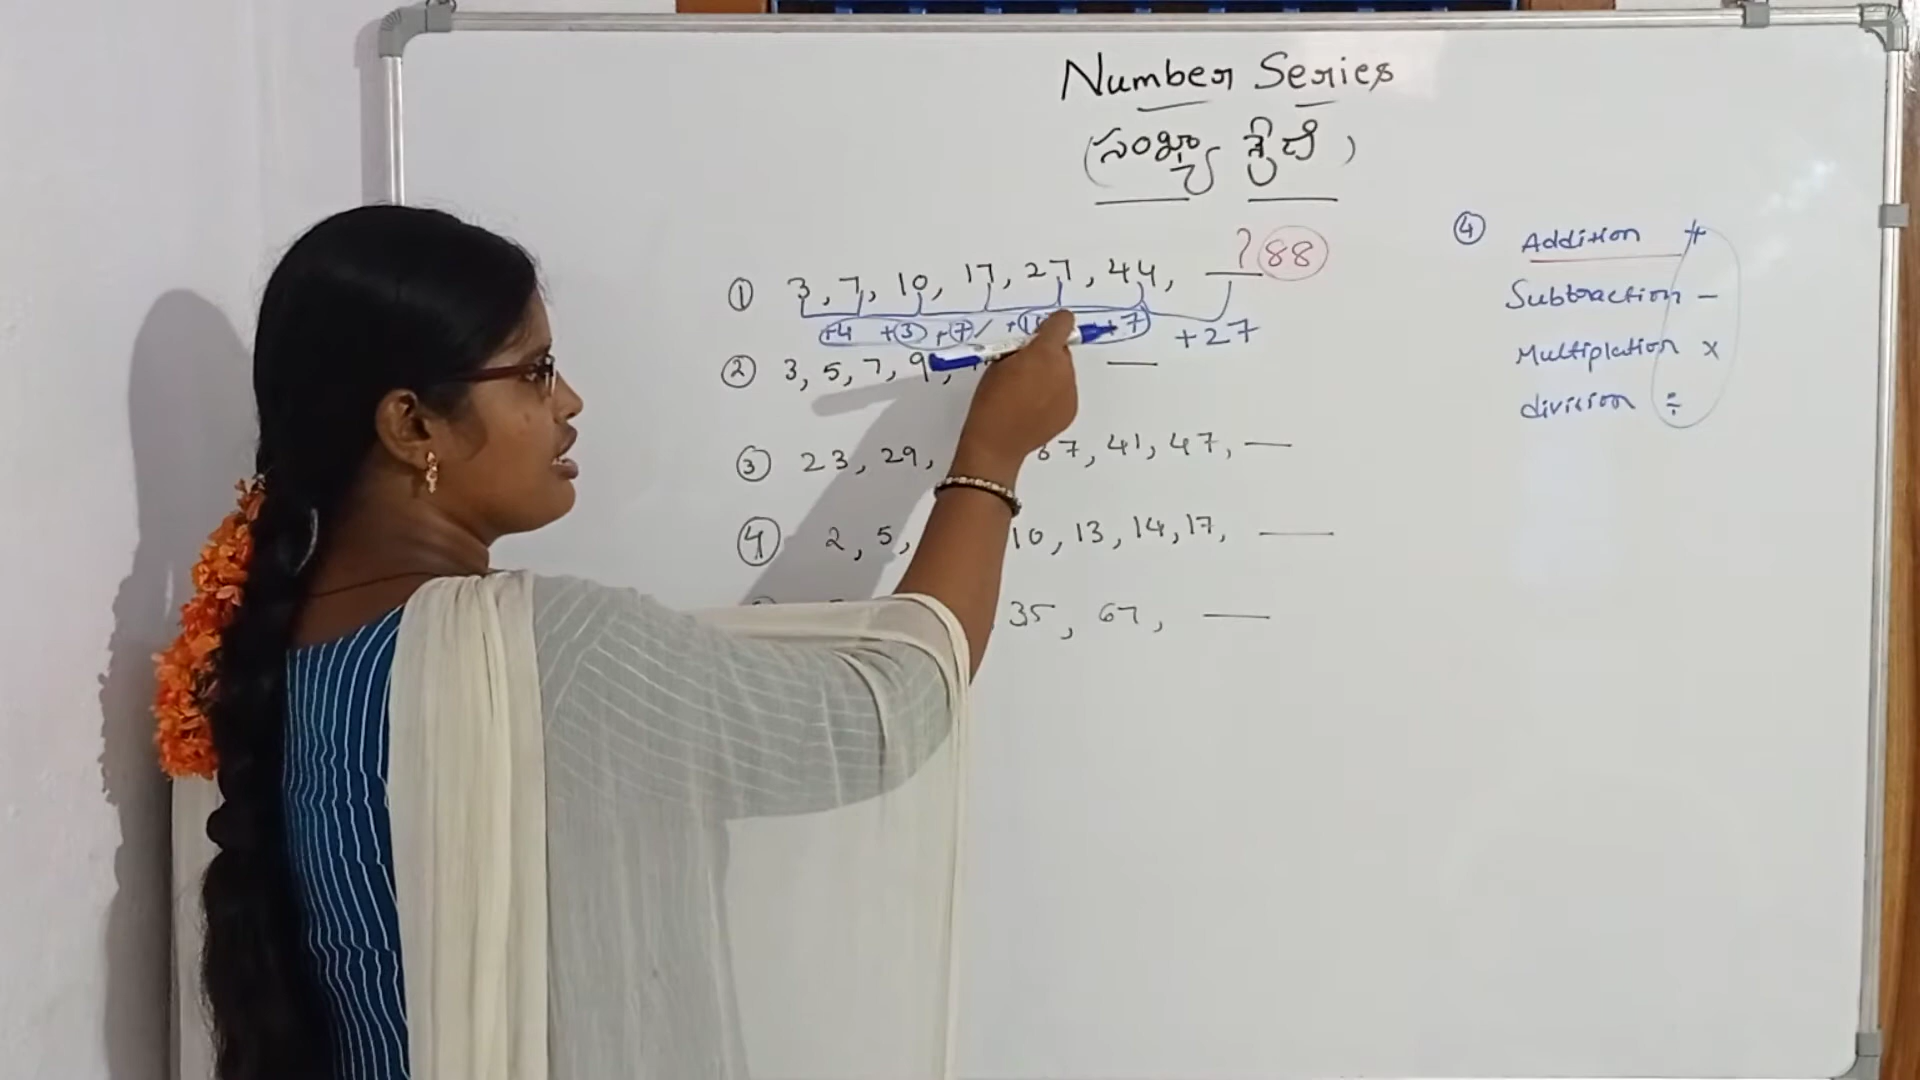 Number Series
(ಸಂಖ್ಯಾ ಶ್ರೇಣಿ)
① 3, 7, 10, 17, 27, 44, ? 88
+4 +3 +7 +7 +27
② 3, 5, 7, 9, —
③ 23, 29, 41, 47, —
④ 2, 5, 10, 13, 14, 17, —
35, 67, —
④ Addition +
Subtraction −
Multiplation ×
division ÷